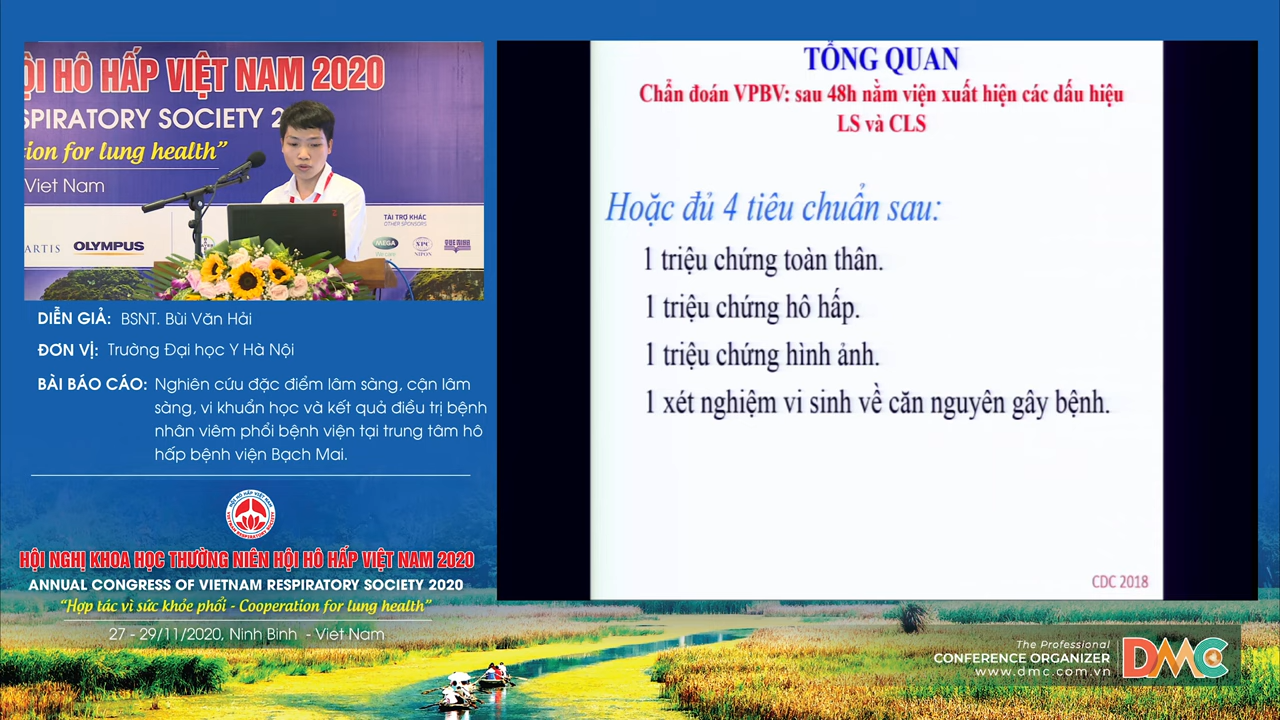 ỘI HÔ HẤP VIỆT NAM 2020
SPIRATORY SOCIETY 2
tion for lung health”
Viet Nam
ARTIS
OLYMPUS
TÀI TRỢ KHÁC
OTHER SPONSORS
MEGA
NIPON
DIỄN GIẢ: BSNT. Bùi Văn Hải
ĐƠN VỊ: Trường Đại học Y Hà Nội
BÀI BÁO CÁO: Nghiên cứu đặc điểm lâm sàng, cận lâm
sàng, vi khuẩn học và kết quả điều trị bệnh
nhân viêm phổi bệnh viện tại trung tâm hô
hấp bệnh viện Bạch Mai.
HỘI NGHỊ KHOA HỌC THƯỜNG NIÊN HỘI HÔ HẤP VIỆT NAM 2020
ANNUAL CONGRESS OF VIETNAM RESPIRATORY SOCIETY 2020
“Hợp tác vì sức khỏe phổi - Cooperation for lung health”
27 - 29/11/2020, Ninh Binh - Viet Nam
TỔNG QUAN
Chẩn đoán VPBV: sau 48h nằm viện xuất hiện các dấu hiệu
LS và CLS
Hoặc đủ 4 tiêu chuẩn sau:
1 triệu chứng toàn thân.
1 triệu chứng hô hấp.
1 triệu chứng hình ảnh.
1 xét nghiệm vi sinh về căn nguyên gây bệnh.
CDC 2018
The Professional
CONFERENCE ORGANIZER
www.dmc.com.vn
DMC